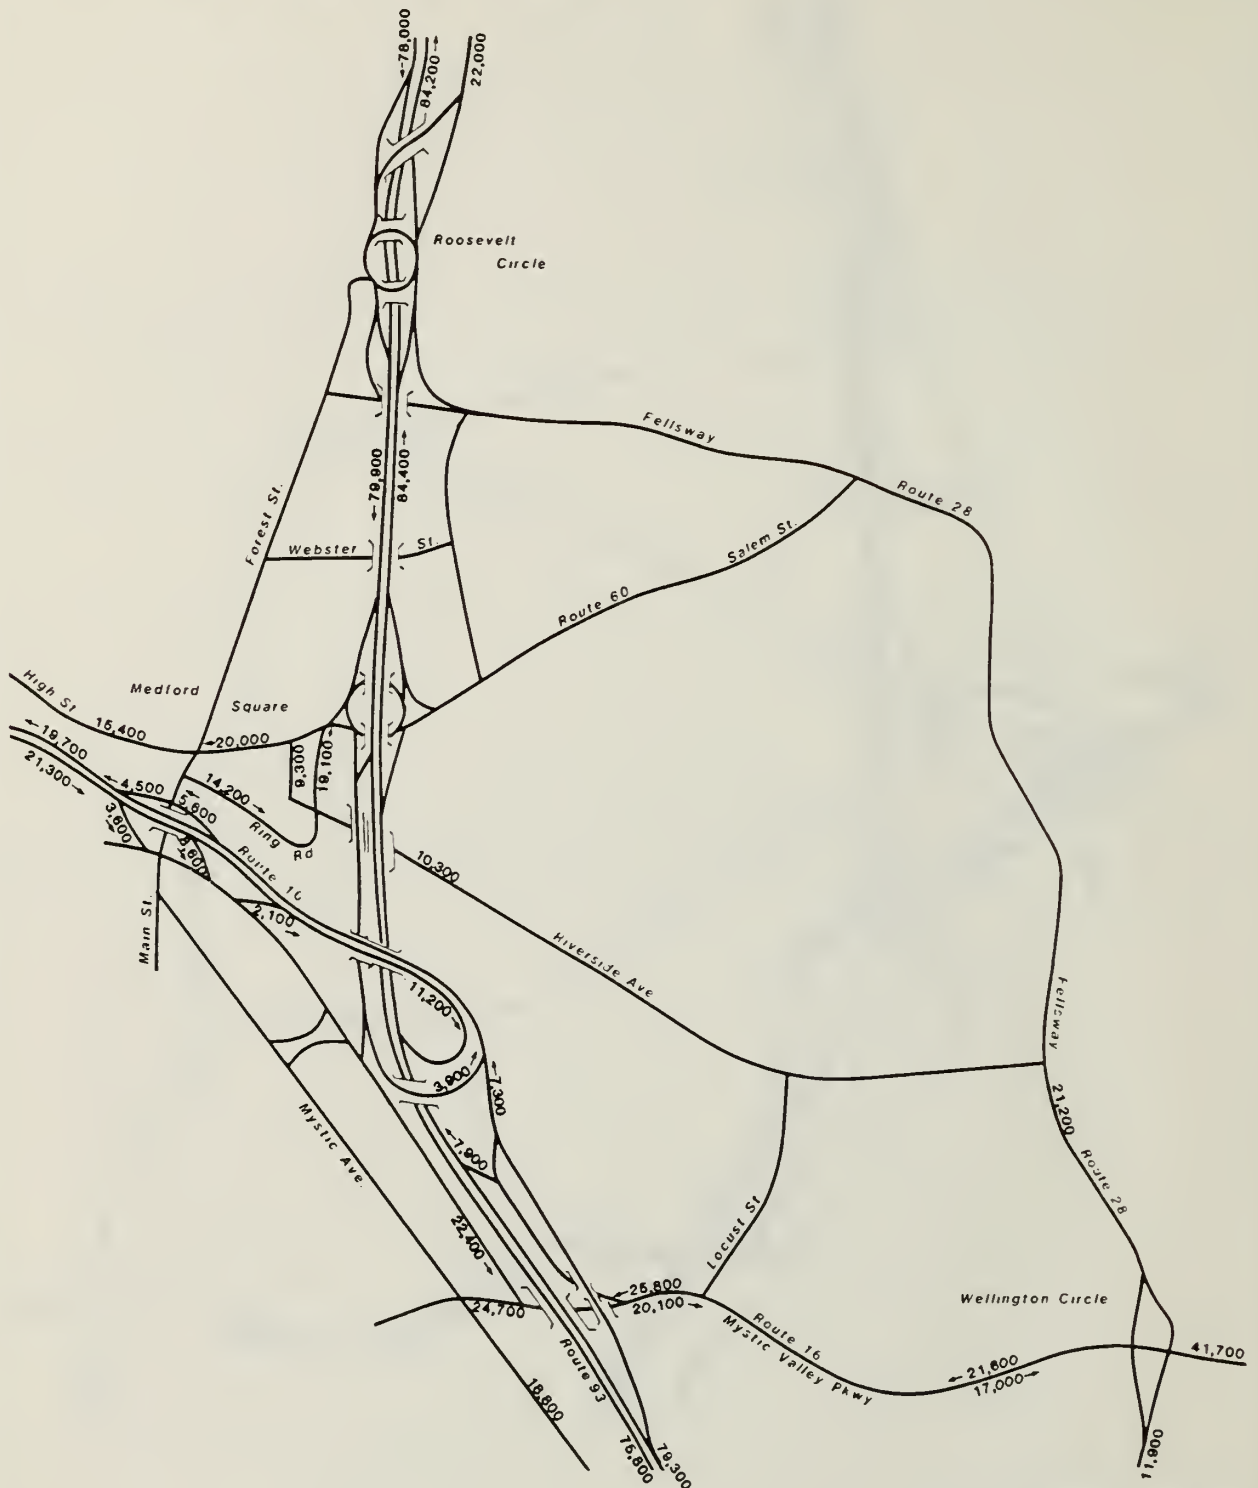 ←78,000
84,200→
22,000
Roosevelt
Circle
Fellsway
←79,900
84,400→
Route 28
Forest St.
Webster St.
Salem St.
Route 60
High St
Medford
Square
15,400
←20,000
←19,700
21,300→
9,300
19,100→
←4,500
14,200→
←5,600
3,600→
Ring
Rd
8,600→
Route 16
10,300
2,100→
Main St.
Riverside Ave
11,200→
Fellsway
3,900→
←7,300
21,200
Mystic Ave.
←7,900
Route 28
Locust St
22,400→
←25,800
20,100→
24,700
Wellington Circle
Route 16
Mystic Valley Pkwy
41,700
←21,600
17,000→
Route 93
18,800
76,800
79,300
11,900